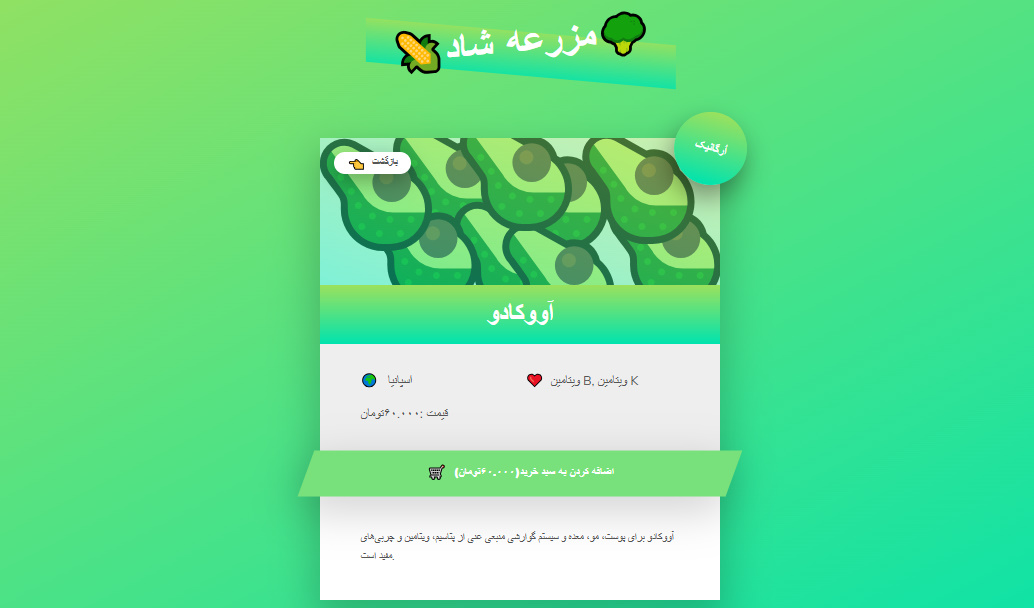 مزرعه شاد
ارگانیک
بازگشت
آووکادو
اسپانیا
ویتامین B, ویتامین K
قیمت :۶۰.۰۰۰تومان
اضافه کردن به سبد خرید(۶۰.۰۰۰تومان)
آووکادو برای پوست، مو، معده و سیستم گوارشی منبعی غنی از پتاسیم، ویتامین و چربی‌های
مفید است.